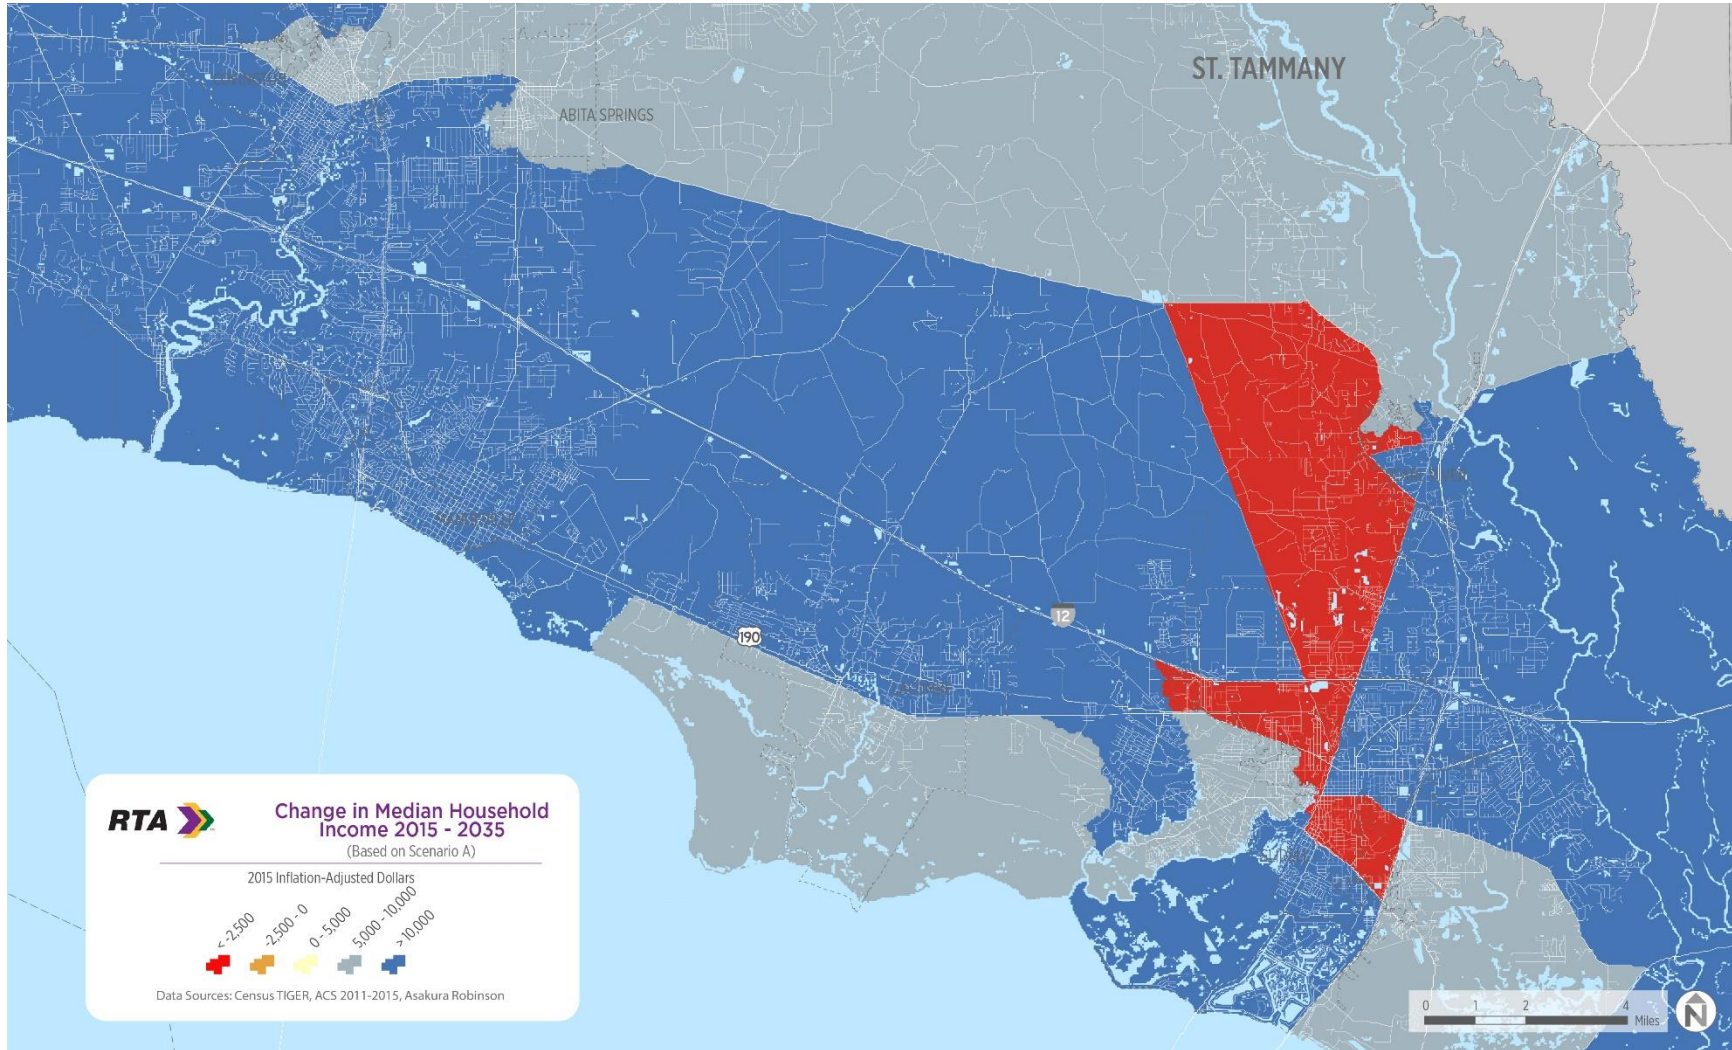 ST. TAMMANY
ABITA SPRINGS
12
190
RTA
Change in Median Household
Income 2015 - 2035
(Based on Scenario A)
2015 Inflation-Adjusted Dollars
< -2,500
-2,500 - 0
0 - 5,000
5,000 - 10,000
> 10,000
Data Sources: Census TIGER, ACS 2011-2015, Asakura Robinson
0 1 2 4
Miles
N